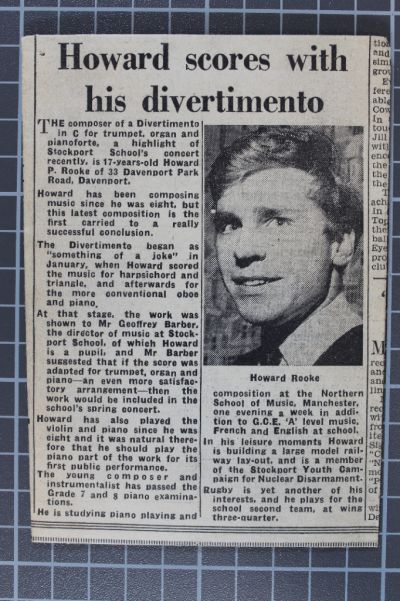 Howard scores with
his divertimento
THE composer of a Divertimento
in C for trumpet, organ and
pianoforte, a highlight of
Stockport School's concert
recently, is 17-years-old Howard
P. Rooke of 33 Davenport Park
Road, Davenport.
Howard has been composing
music since he was eight, but
this latest composition is the
first carried to a really
successful conclusion.
The Divertimento began as
"something of a joke" in
January, when Howard scored
the music for harpsichord and
triangle, and afterwards for
the more conventional oboe
and piano.
At that stage, the work was
shown to Mr Geoffrey Barber,
the director of music at Stock-
port School, of which Howard
is a pupil, and Mr Barber
suggested that if the score was
adapted for trumpet, organ and
piano—an even more satisfac-
tory arrangement—then the
work would be included in the
school's spring concert.
Howard has also played the
violin and piano since he was
eight and it was natural there-
fore that he should play the
piano part of the work for its
first public performance.
The young composer and
instrumentalist has passed the
Grade 7 and 8 piano examina-
tions.
He is studying piano playing and
Howard Rooke
composition at the Northern
School of Music, Manchester,
one evening a week in addi-
tion to G.C.E. 'A' level music,
French and English at school.
In his leisure moments Howard
is building a large model rail-
way lay-out, and is a member
of the Stockport Youth Cam-
paign for Nuclear Disarmament.
Rugby is yet another of his
interests, and he plays for the
school second team, at wing
three-quarter.